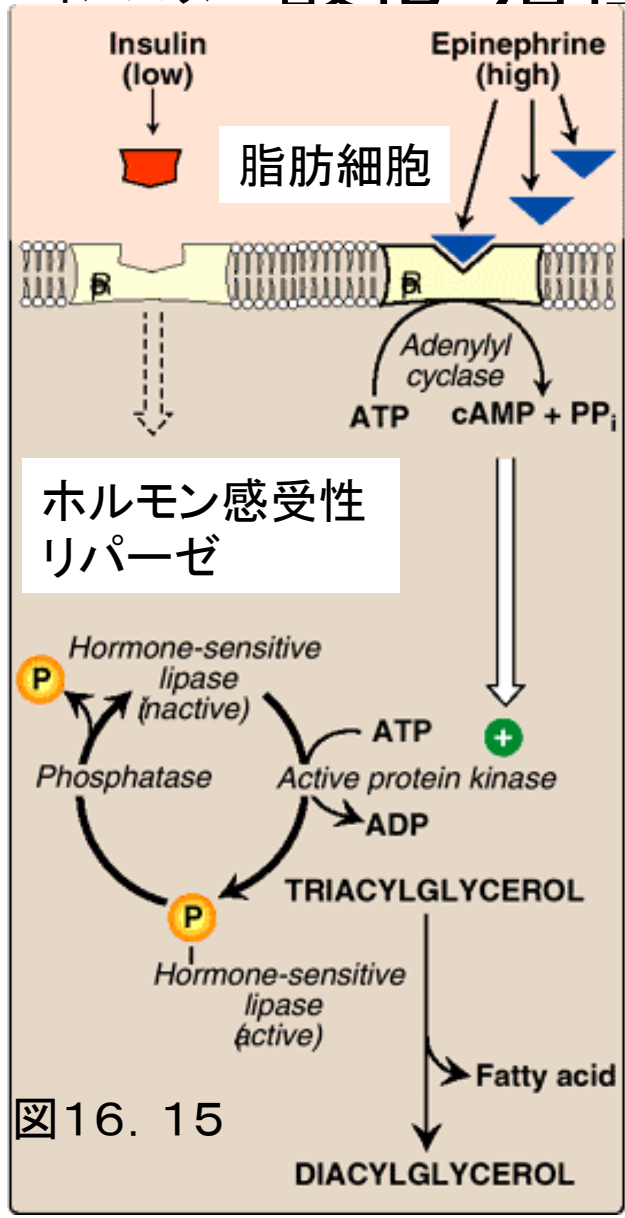 Insulin
(low)
Epinephrine
(high)
脂肪細胞
Adenylyl
cyclase
ATP
cAMP + PPi
ホルモン感受性
リパーゼ
Hormone-sensitive
lipase
(inactive)
P
ATP
+
Phosphatase
Active protein kinase
ADP
TRIACYLGLYCEROL
P
Hormone-sensitive
lipase
(active)
Fatty acid
図16. 15
DIACYLGLYCEROL